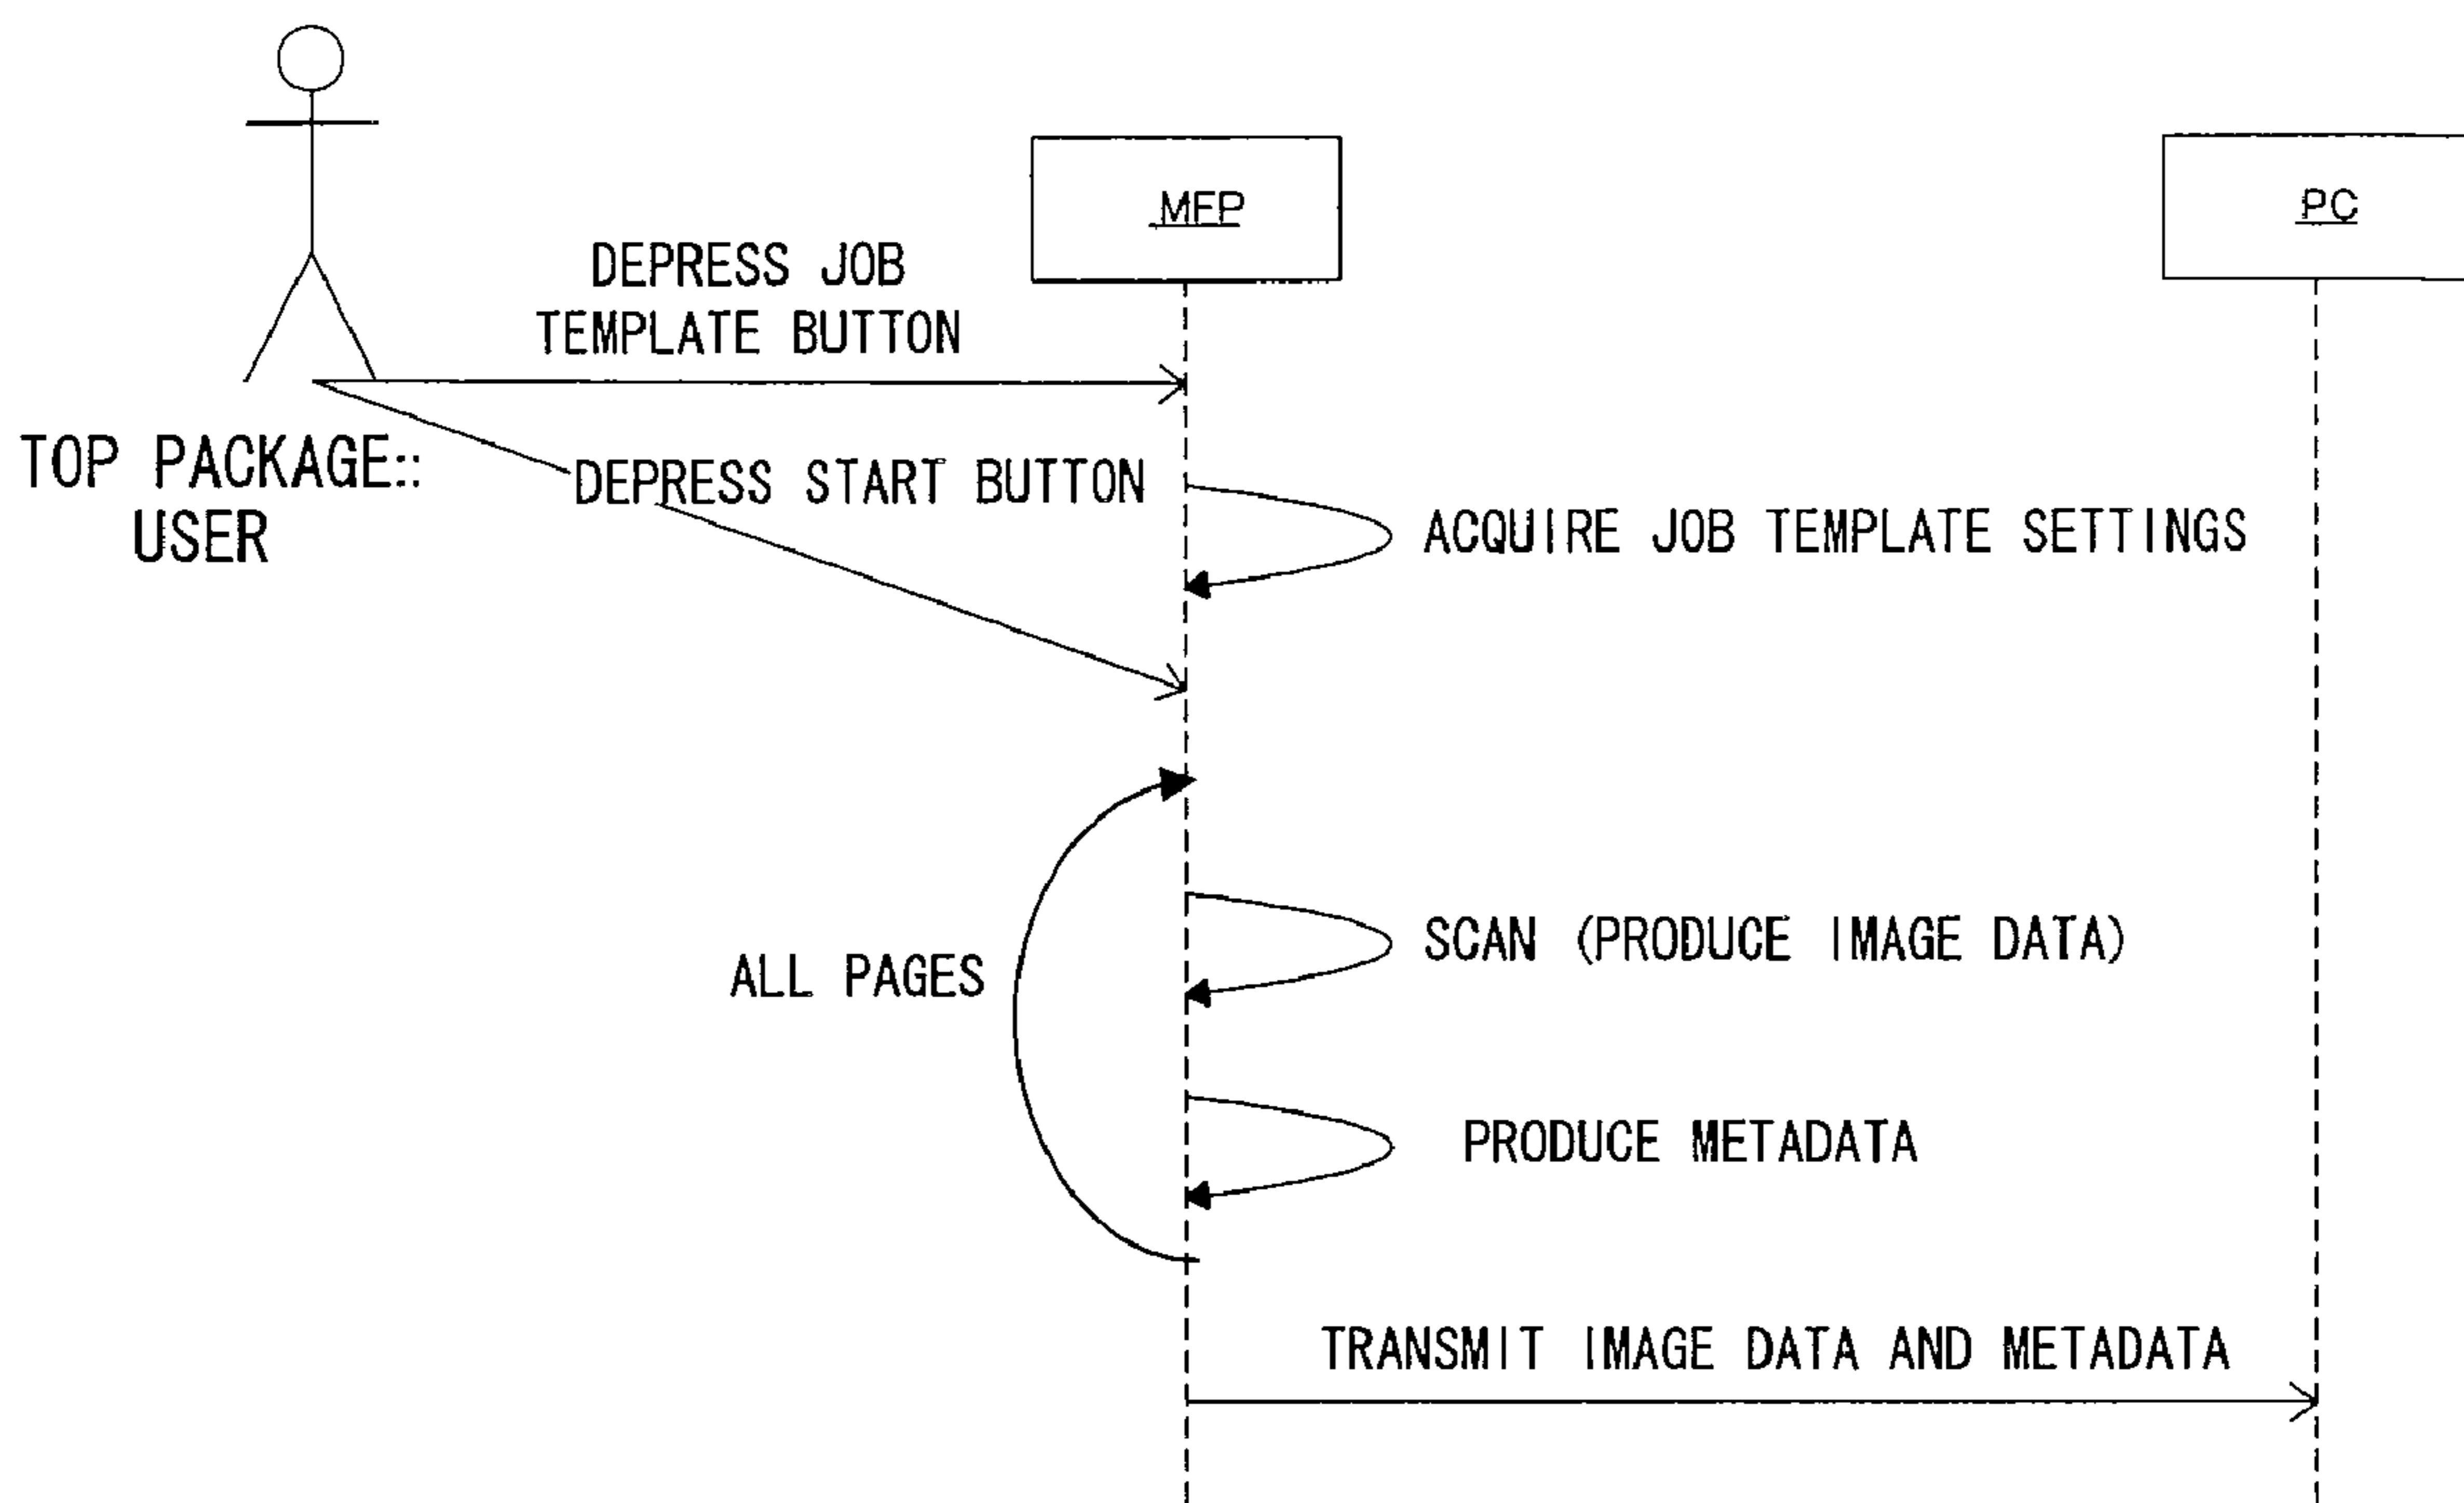 MFP
PC
DEPRESS JOB
TEMPLATE BUTTON
TOP PACKAGE::
USER
DEPRESS START BUTTON
ACQUIRE JOB TEMPLATE SETTINGS
SCAN (PRODUCE IMAGE DATA)
ALL PAGES
PRODUCE METADATA
TRANSMIT IMAGE DATA AND METADATA